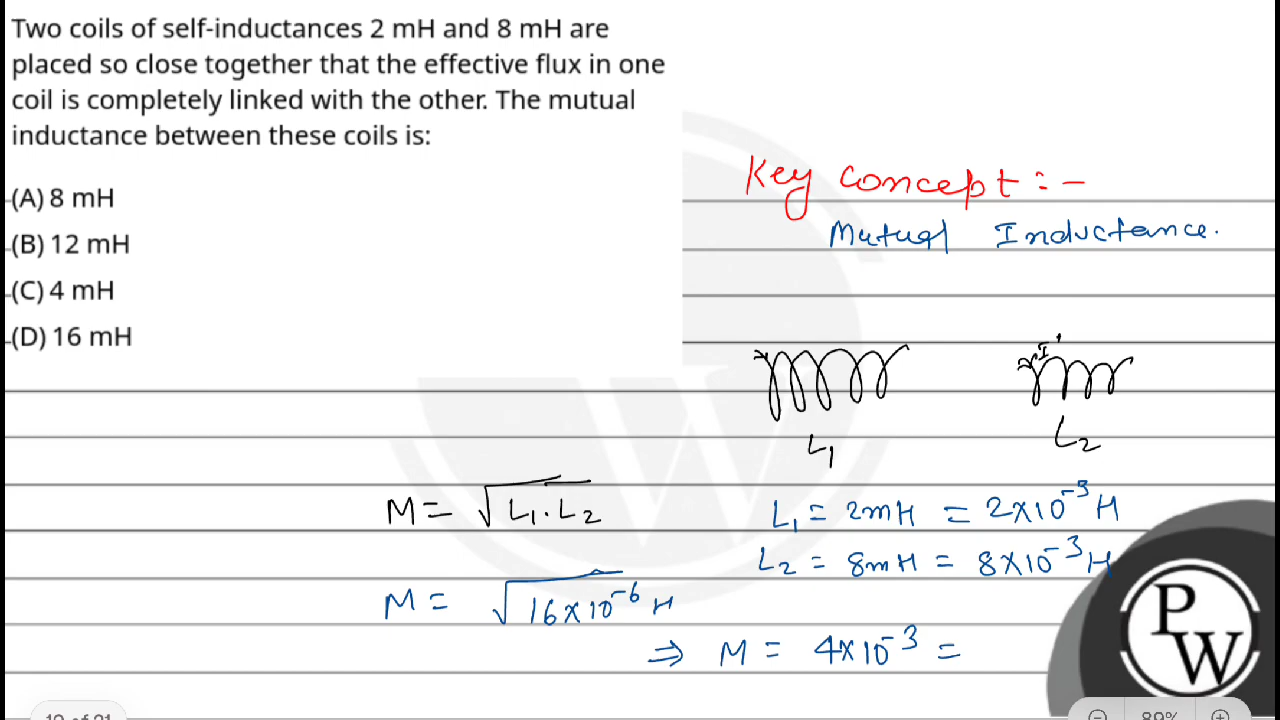 Two coils of self-inductances 2 mH and 8 mH are
placed so close together that the effective flux in one
coil is completely linked with the other. The mutual
inductance between these coils is:
(A) 8 mH
(B) 12 mH
(C) 4 mH
(D) 16 mH
Key concept :-
Mutual Inductance.
I'
L₁
L₂
M = √L₁.L₂
L₁ = 2mH = 2×10⁻³ H
L₂ = 8mH = 8×10⁻³ H
M = √16×10⁻⁶ H
⇒ M = 4×10⁻³ =
PW